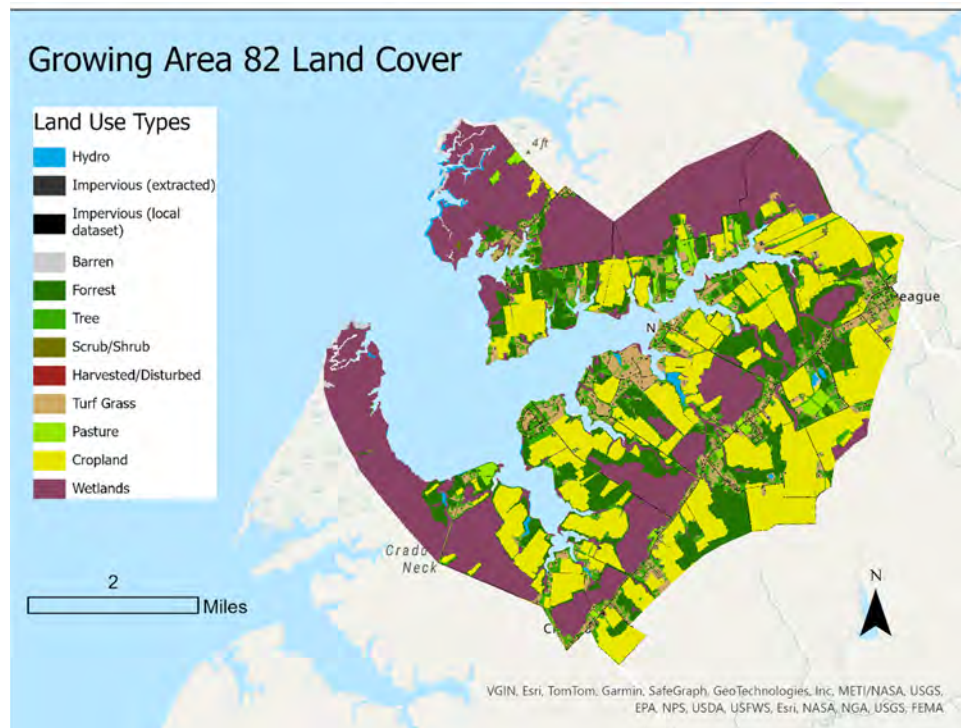 Growing Area 82 Land Cover
Land Use Types
Hydro
Impervious (extracted)
Impervious (local
dataset)
Barren
Forrest
Tree
Scrub/Shrub
Harvested/Disturbed
Turf Grass
Pasture
Cropland
Wetlands
4 ft
N
Neck
2
Miles
N
VGIN, Esri, TomTom, Garmin, SafeGraph, GeoTechnologies, Inc, METI/NASA, USGS,
EPA, NPS, USDA, USFWS, Esri, NASA, NGA, USGS, FEMA